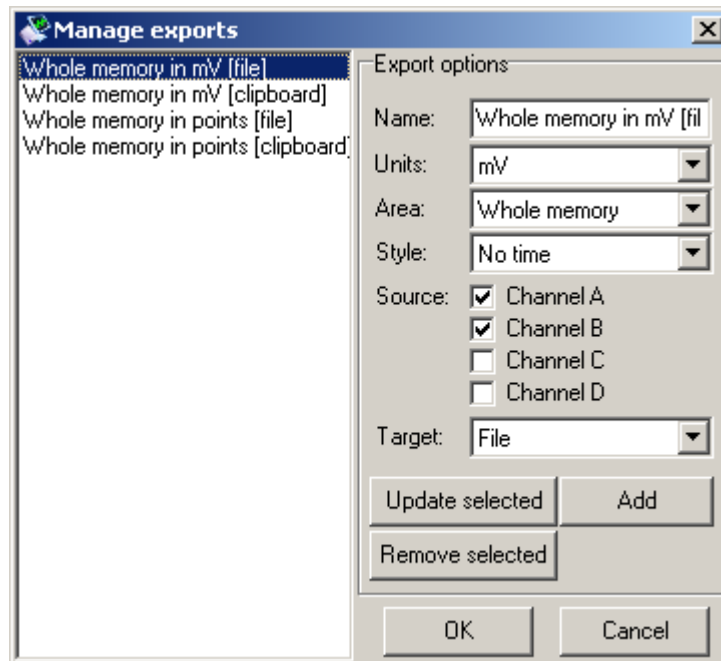 Manage exports
Whole memory in mV [file]
Whole memory in mV [clipboard]
Whole memory in points [file]
Whole memory in points [clipboard]
Export options
Name: Whole memory in mV [fil
Units: mV
Area: Whole memory
Style: No time
Source: Channel A
Channel B
Channel C
Channel D
Target: File
Update selected Add
Remove selected
OK Cancel